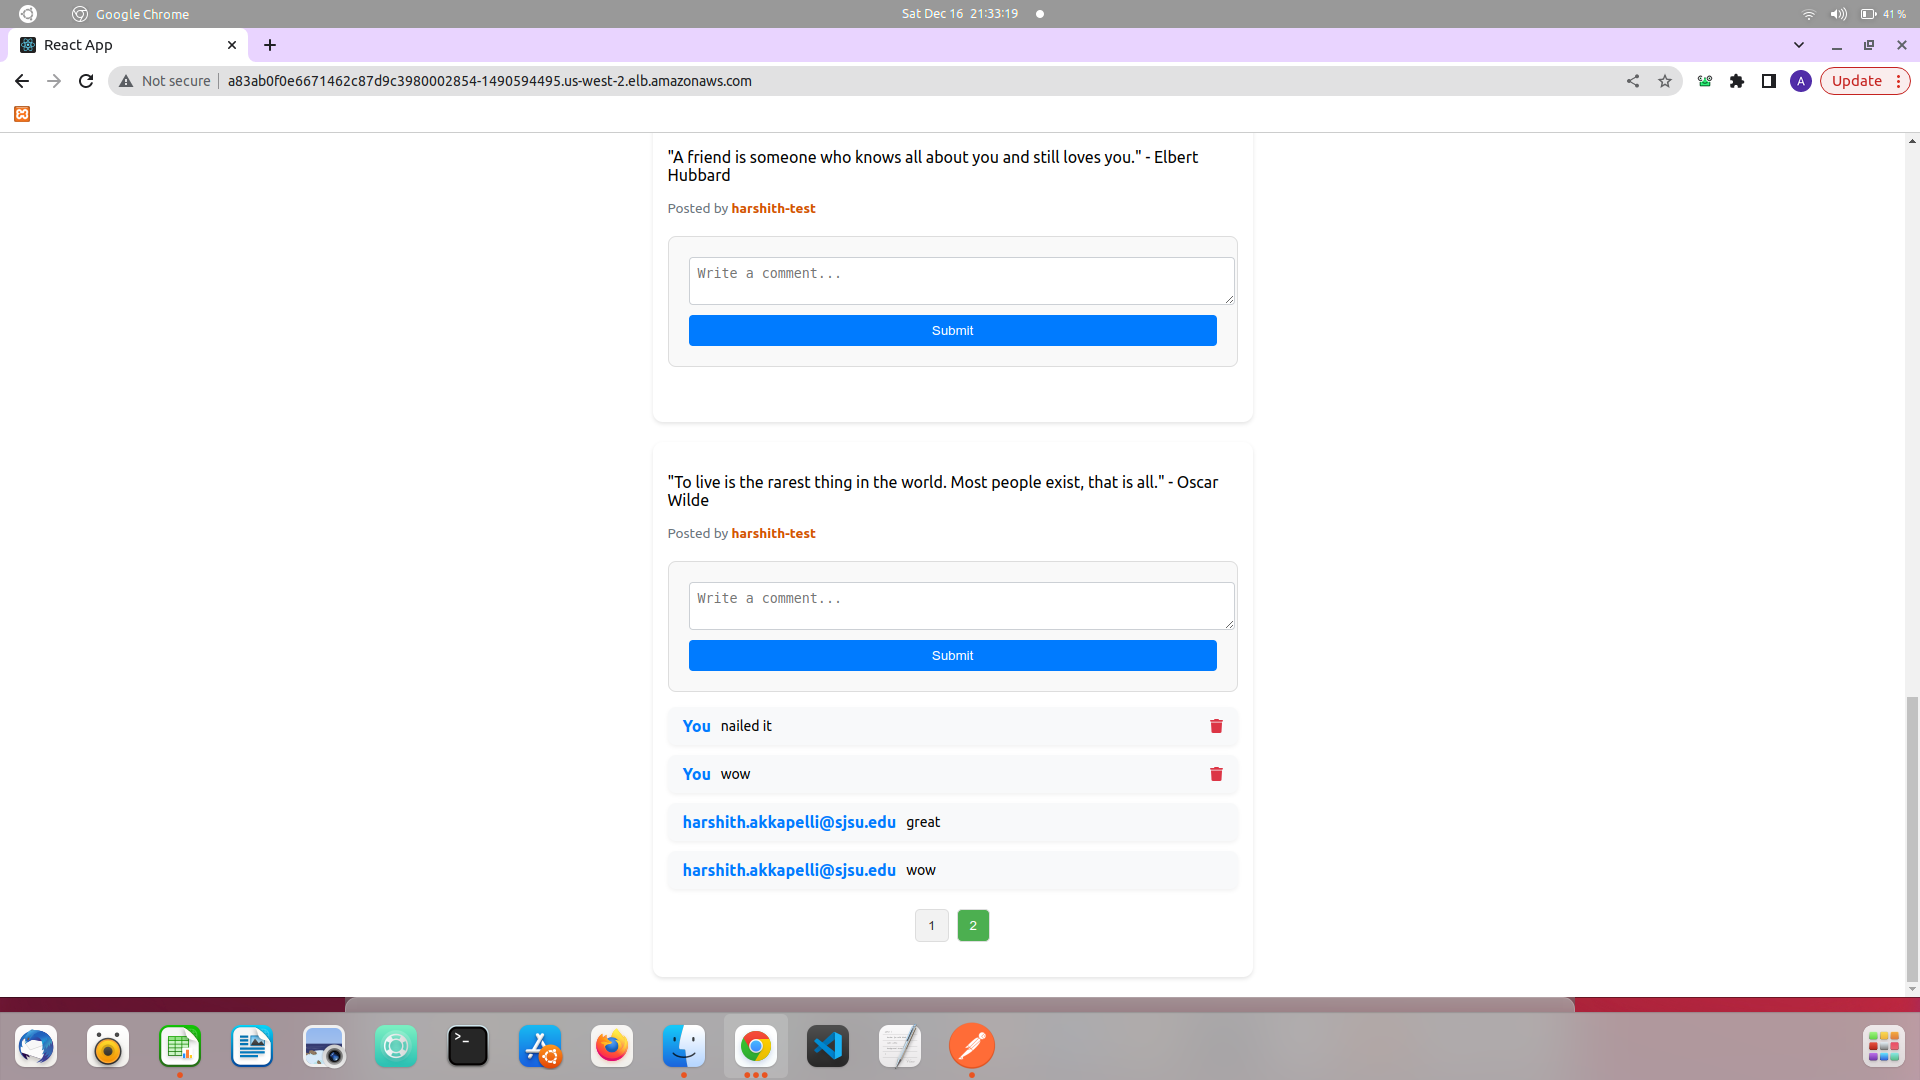 Google Chrome
Sat Dec 16 21:33:19
41 %
React App
Not secure
a83ab0f0e6671462c87d9c3980002854-1490594495.us-west-2.elb.amazonaws.com
A
Update
"A friend is someone who knows all about you and still loves you." - Elbert
Hubbard
Posted by harshith-test
Write a comment...
Submit
"To live is the rarest thing in the world. Most people exist, that is all." - Oscar
Wilde
Posted by harshith-test
Write a comment...
Submit
You nailed it
You wow
harshith.akkapelli@sjsu.edu great
harshith.akkapelli@sjsu.edu wow
1 2